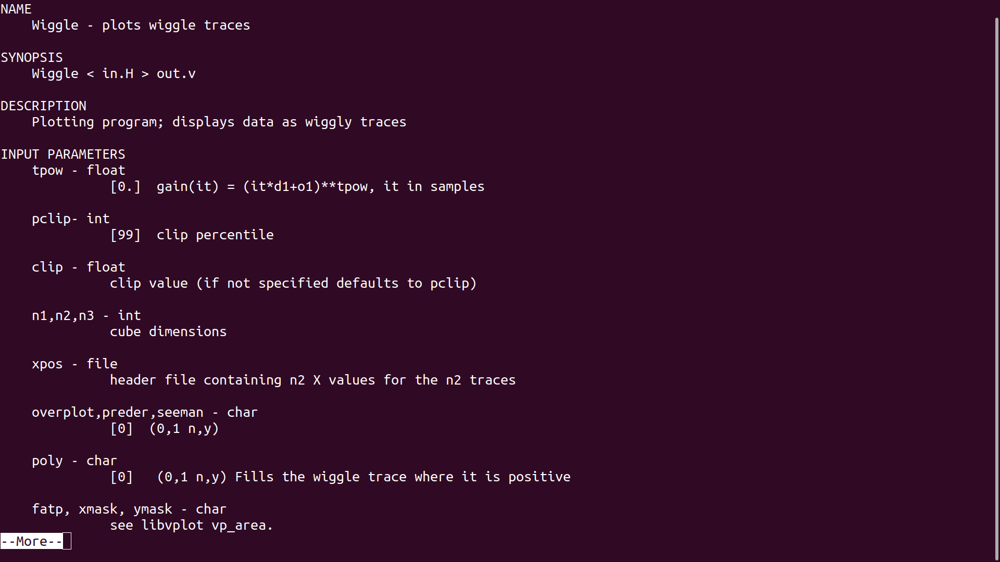 NAME
    Wiggle - plots wiggle traces

SYNOPSIS
    Wiggle < in.H > out.v

DESCRIPTION
    Plotting program; displays data as wiggly traces

INPUT PARAMETERS
    tpow - float
              [0.]  gain(it) = (it*d1+o1)**tpow, it in samples

    pclip- int
              [99]  clip percentile

    clip - float
              clip value (if not specified defaults to pclip)

    n1,n2,n3 - int
              cube dimensions

    xpos - file
              header file containing n2 X values for the n2 traces

    overplot,preder,seeman - char
              [0]  (0,1 n,y)

    poly - char
              [0]   (0,1 n,y) Fills the wiggle trace where it is positive

    fatp, xmask, ymask - char
              see libvplot vp_area.
--More--